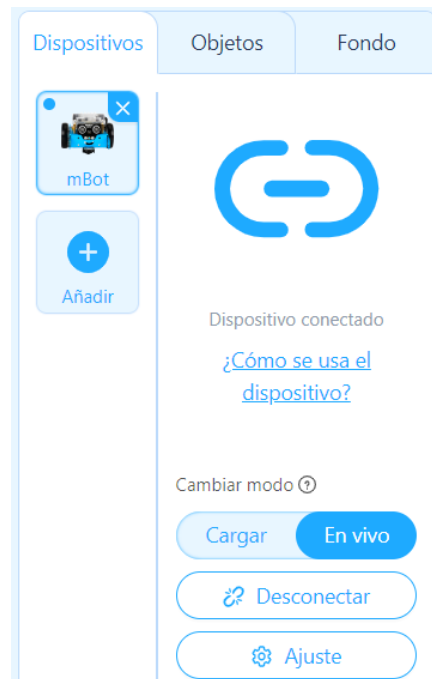 Dispositivos
Objetos
Fondo
mBot
Añadir
Dispositivo conectado
¿Cómo se usa el
dispositivo?
Cambiar modo
Cargar
En vivo
Desconectar
Ajuste